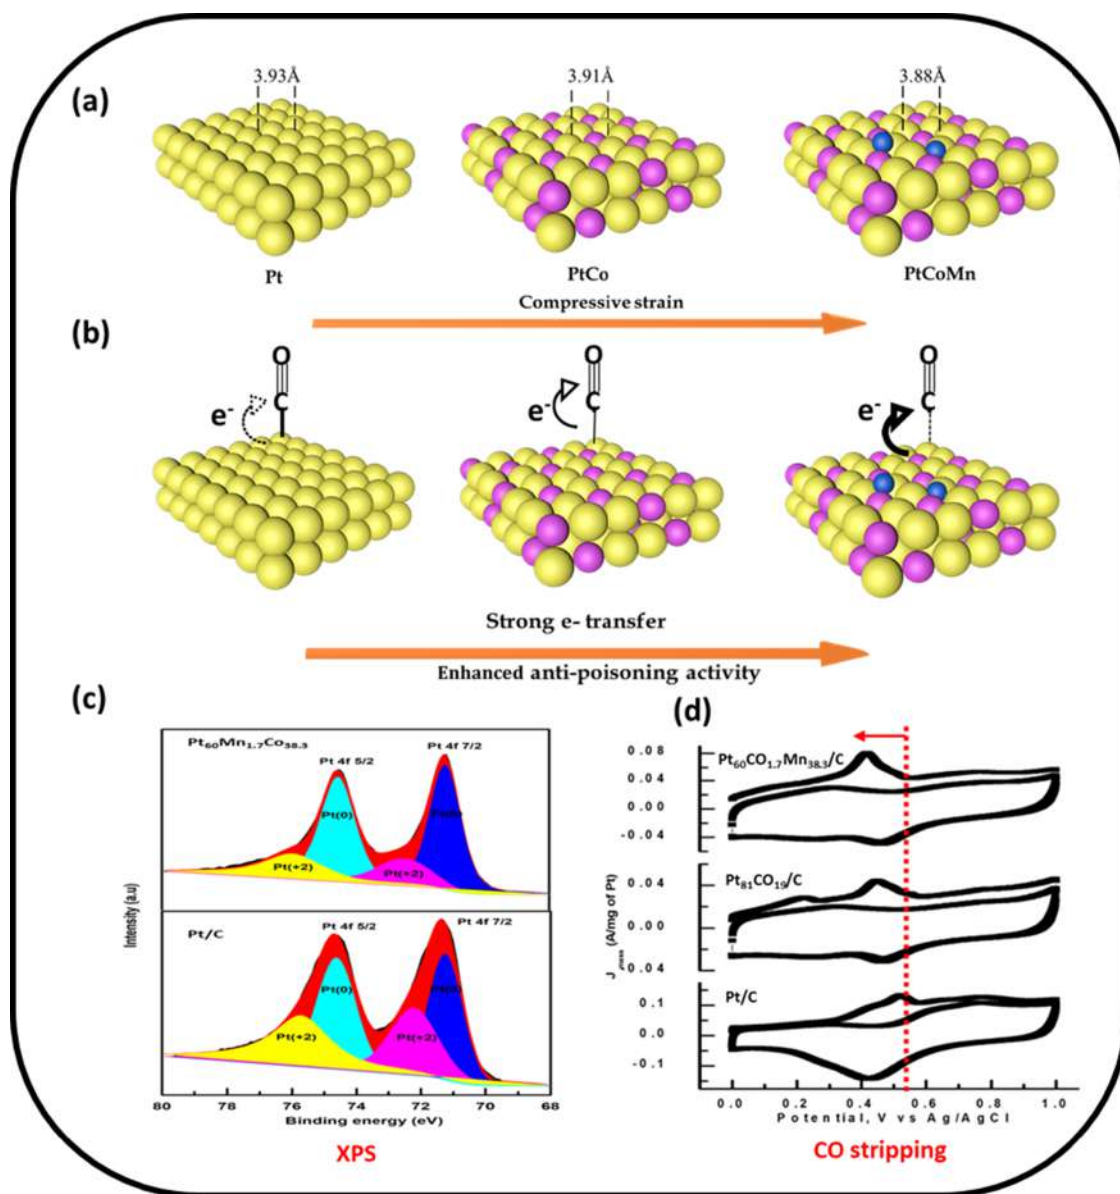 (a)
3.93Å
3.91Å
3.88Å
Pt
PtCo
PtCoMn
Compressive strain
(b)
O
C
e-
O
C
e-
O
C
e-
Strong e- transfer
Enhanced anti-poisoning activity
(c)
Pt60Mn1.7Co38.3
Pt 4f 5/2
Pt 4f 7/2
Pt(0)
Pt(+2)
Pt(+2)
Pt/C
Pt 4f 5/2
Pt 4f 7/2
Pt(0)
Pt(+2)
Pt(+2)
Intensity (a.u)
80 78 76 74 72 70 68
Binding energy (eV)
XPS
(d)
Pt60CO1.7Mn38.3/C
0.08
0.04
0.00
-0.04
Pt81CO19/C
0.04
0.00
-0.04
Pt/C
0.1
0.0
-0.1
J (A/mg of Pt)
0.0 0.2 0.4 0.6 0.8 1.0
Potential, V vs Ag/AgCl
CO stripping